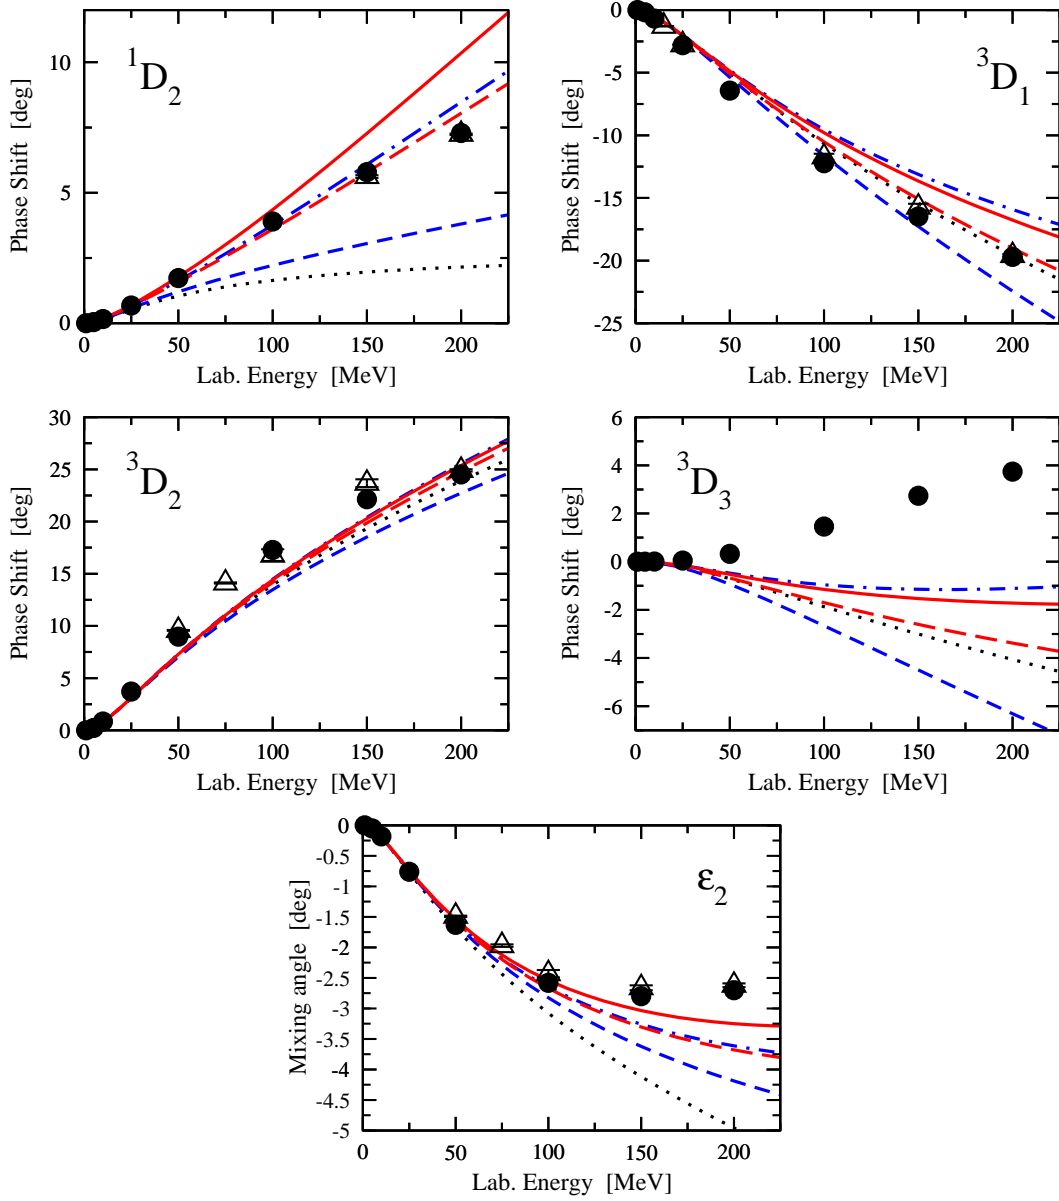 10
5
0
Phase Shift [deg]
¹D₂
0 50 100 150 200
Lab. Energy [MeV]
0
-5
-10
-15
-20
-25
Phase Shift [deg]
³D₁
0 50 100 150 200
Lab. Energy [MeV]
30
25
20
15
10
5
0
Phase Shift [deg]
³D₂
0 50 100 150 200
Lab. Energy [MeV]
6
4
2
0
-2
-4
-6
Phase Shift [deg]
³D₃
0 50 100 150 200
Lab. Energy [MeV]
0
-0.5
-1
-1.5
-2
-2.5
-3
-3.5
-4
-4.5
-5
Mixing angle [deg]
ε₂
0 50 100 150 200
Lab. Energy [MeV]